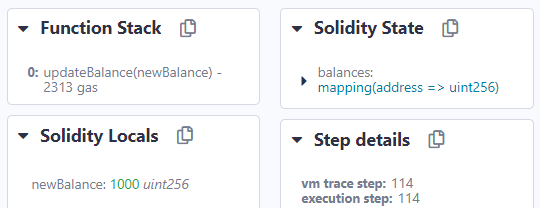 Function Stack
0: updateBalance(newBalance) -
2313 gas
Solidity State
balances:
mapping(address => uint256)
Solidity Locals
newBalance: 1000 uint256
Step details
vm trace step: 114
execution step: 114